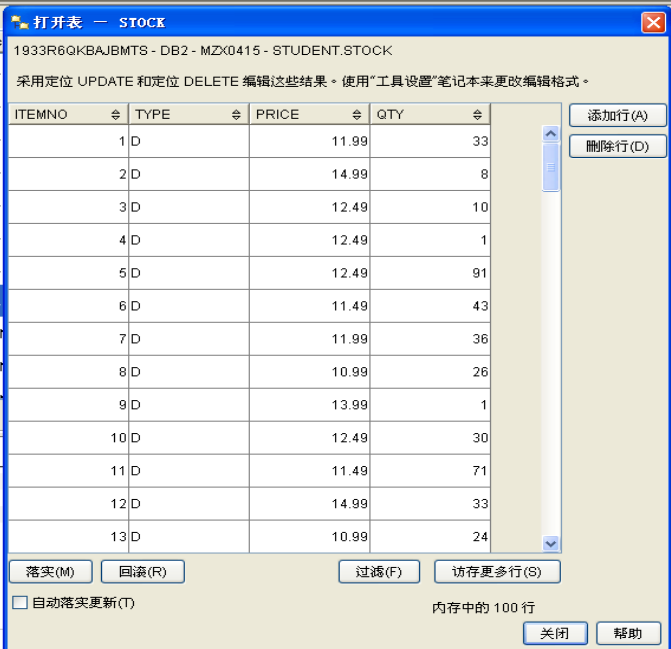 打开表 － STOCK
1933R6QKBAJBMTS - DB2 - MZX0415 - STUDENT.STOCK
采用定位 UPDATE 和定位 DELETE 编辑这些结果。使用“工具设置”笔记本来更改编辑格式。
ITEMNO TYPE PRICE QTY
添加行(A)
1 D 11.99 33
删除行(D)
2 D 14.99 8
3 D 12.49 10
4 D 12.49 1
5 D 12.49 91
6 D 11.49 43
7 D 11.99 36
8 D 10.99 26
9 D 13.99 1
10 D 12.49 30
11 D 11.49 71
12 D 14.99 33
13 D 10.99 24
落实(M) 回滚(R) 过滤(F) 访存更多行(S)
自动落实更新(T)
内存中的 100 行
关闭 帮助